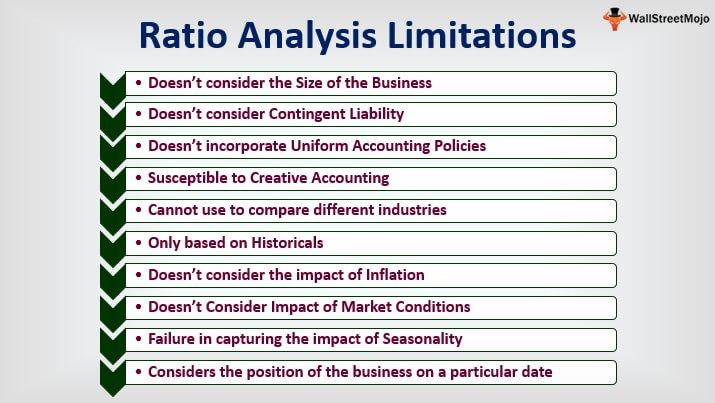 WallStreetMojo
Ratio Analysis Limitations
• Doesn’t consider the Size of the Business
• Doesn’t consider Contingent Liability
• Doesn’t incorporate Uniform Accounting Policies
• Susceptible to Creative Accounting
• Cannot use to compare different industries
• Only based on Historicals
• Doesn’t consider the impact of Inflation
• Doesn’t Consider Impact of Market Conditions
• Failure in capturing the impact of Seasonality
• Considers the position of the business on a particular date